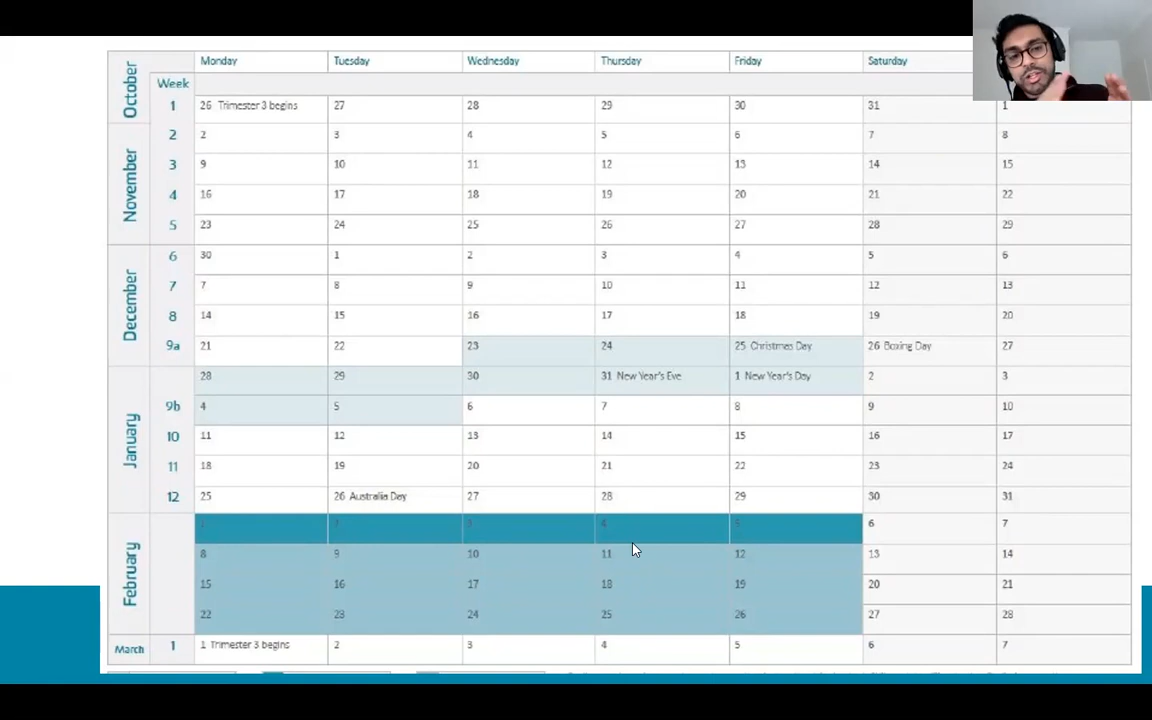 Monday Tuesday Wednesday Thursday Friday Saturday
October
Week
1 26 Trimester 3 begins 27 28 29 30 31 1
November
2 2 3 4 5 6 7 8
3 9 10 11 12 13 14 15
4 16 17 18 19 20 21 22
5 23 24 25 26 27 28 29
December
6 30 1 2 3 4 5 6
7 7 8 9 10 11 12 13
8 14 15 16 17 18 19 20
9a 21 22 23 24 25 Christmas Day 26 Boxing Day 27
January
28 29 30 31 New Year's Eve 1 New Year's Day 2 3
9b 4 5 6 7 8 9 10
10 11 12 13 14 15 16 17
11 18 19 20 21 22 23 24
12 25 26 Australia Day 27 28 29 30 31
February
1 2 3 4 5 6 7
8 9 10 11 12 13 14
15 16 17 18 19 20 21
22 23 24 25 26 27 28
March 1 1 Trimester 3 begins 2 3 4 5 6 7